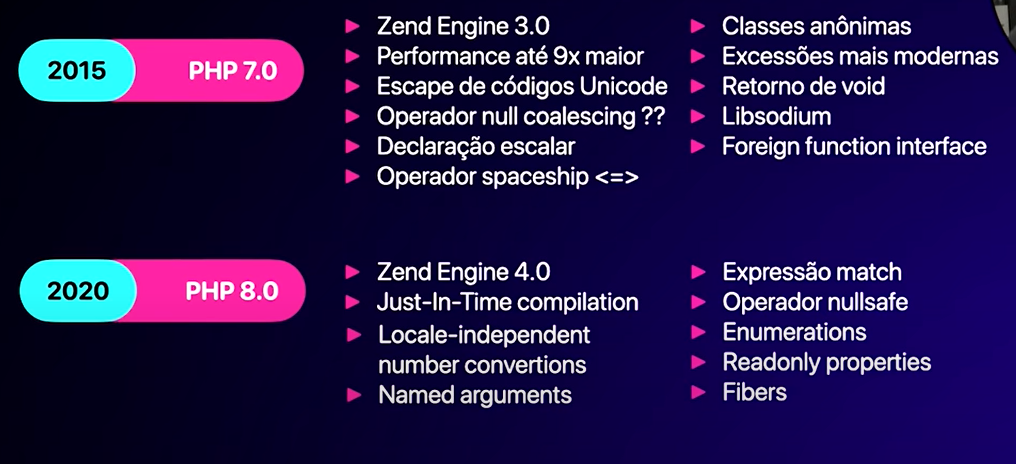 2015 PHP 7.0
Zend Engine 3.0
Performance até 9x maior
Escape de códigos Unicode
Operador null coalescing ??
Declaração escalar
Operador spaceship <=>
Classes anônimas
Excessões mais modernas
Retorno de void
Libsodium
Foreign function interface
2020 PHP 8.0
Zend Engine 4.0
Just-In-Time compilation
Locale-independent
number convertions
Named arguments
Expressão match
Operador nullsafe
Enumerations
Readonly properties
Fibers